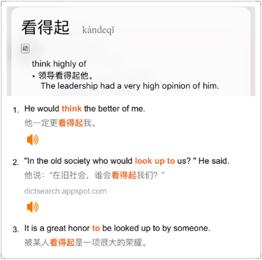 看得起 kàndeqǐ
动
think highly of
▸ 领导看得起他。
The leadership had a very high opinion of him.
1. He would think the better of me.
他一定更看得起我。
2. "In the old society who would look up to us? " He said.
他说：“在旧社会，谁会看得起我们？”
dictsearch.appspot.com
3. It is a great honor to be looked up to by someone.
被某人看得起是一项很大的荣耀。